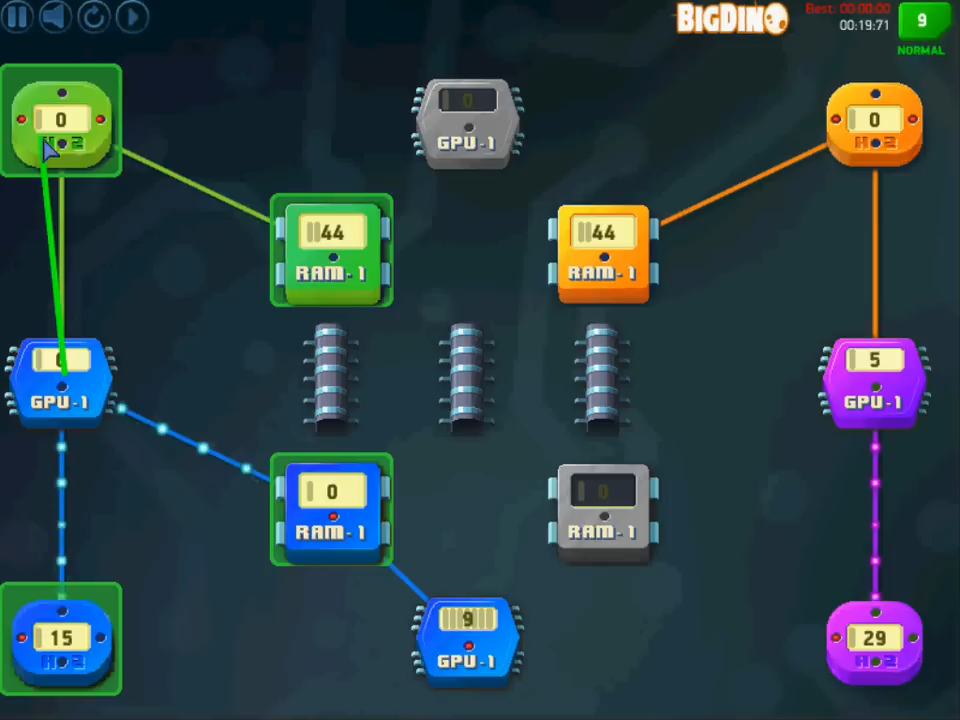 BIGDINO
Best: 00:00:00
00:19:71
9
NORMAL
0
0
GPU-1
0
44
RAM-1
44
RAM-1
GPU-1
5
GPU-1
0
RAM-1
0
RAM-1
15
9
GPU-1
29